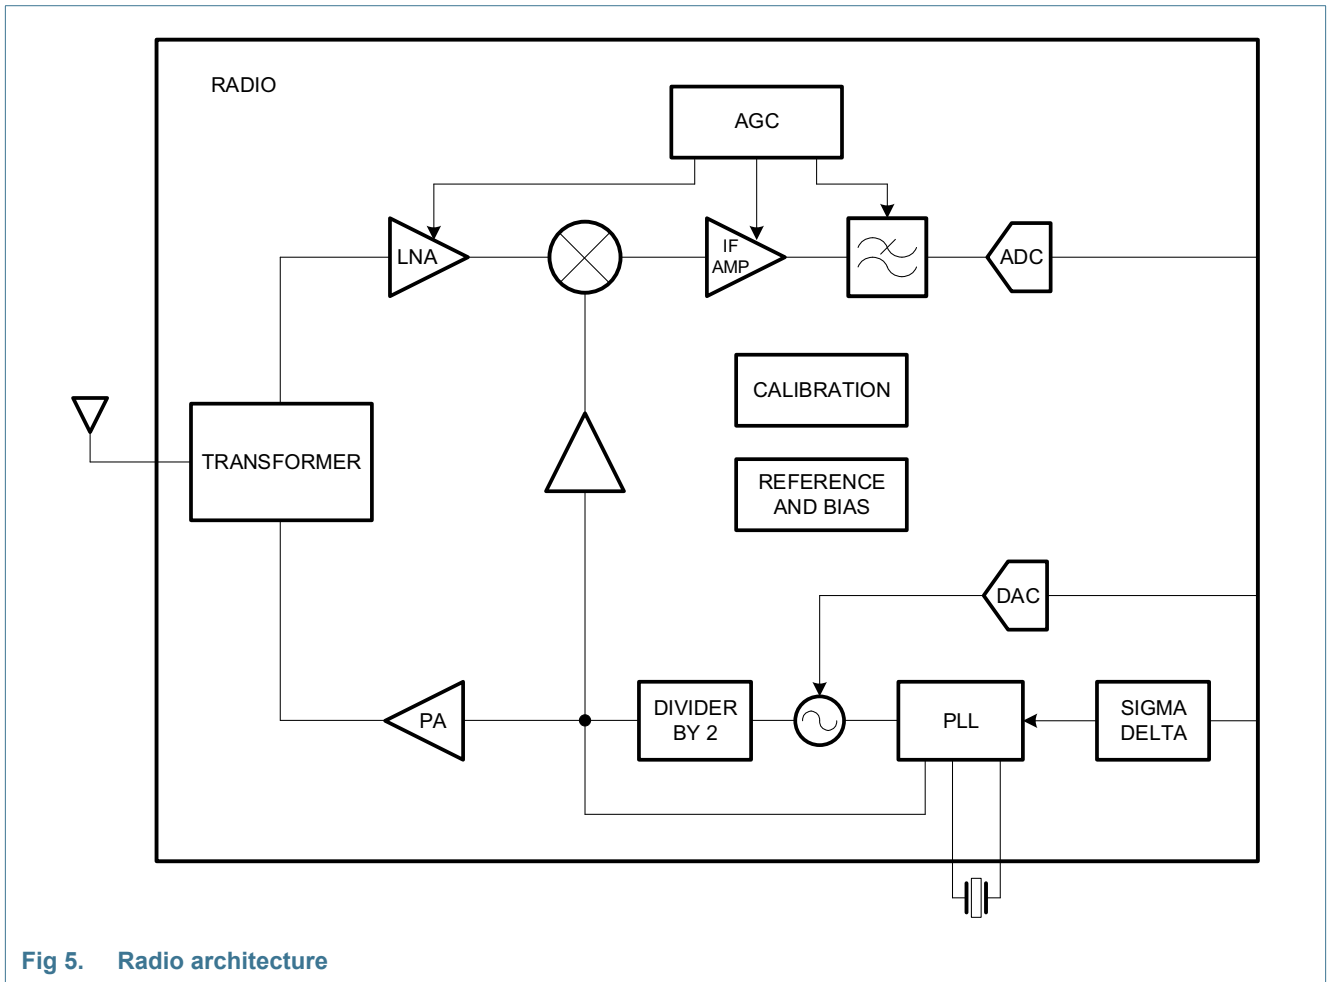 RADIO
AGC
LNA
IF
AMP
ADC
CALIBRATION
TRANSFORMER
REFERENCE
AND BIAS
DAC
PA
DIVIDER
BY 2
PLL
SIGMA
DELTA
Fig 5. Radio architecture